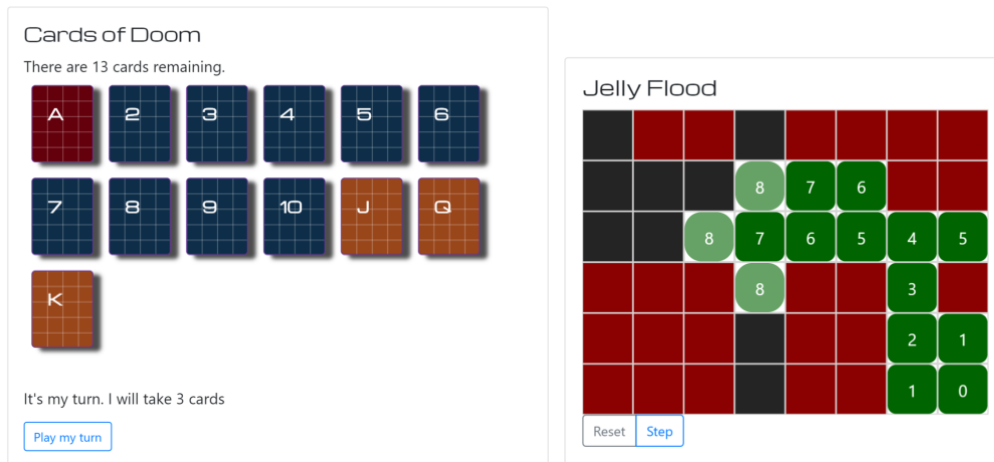 Cards of Doom
There are 13 cards remaining.
A 2 3 4 5 6
7 8 9 10 J Q
K
It's my turn. I will take 3 cards
Play my turn
Jelly Flood
8 7 6
8 7 6 5 4 5
8 3
2 1
1 0
Reset Step